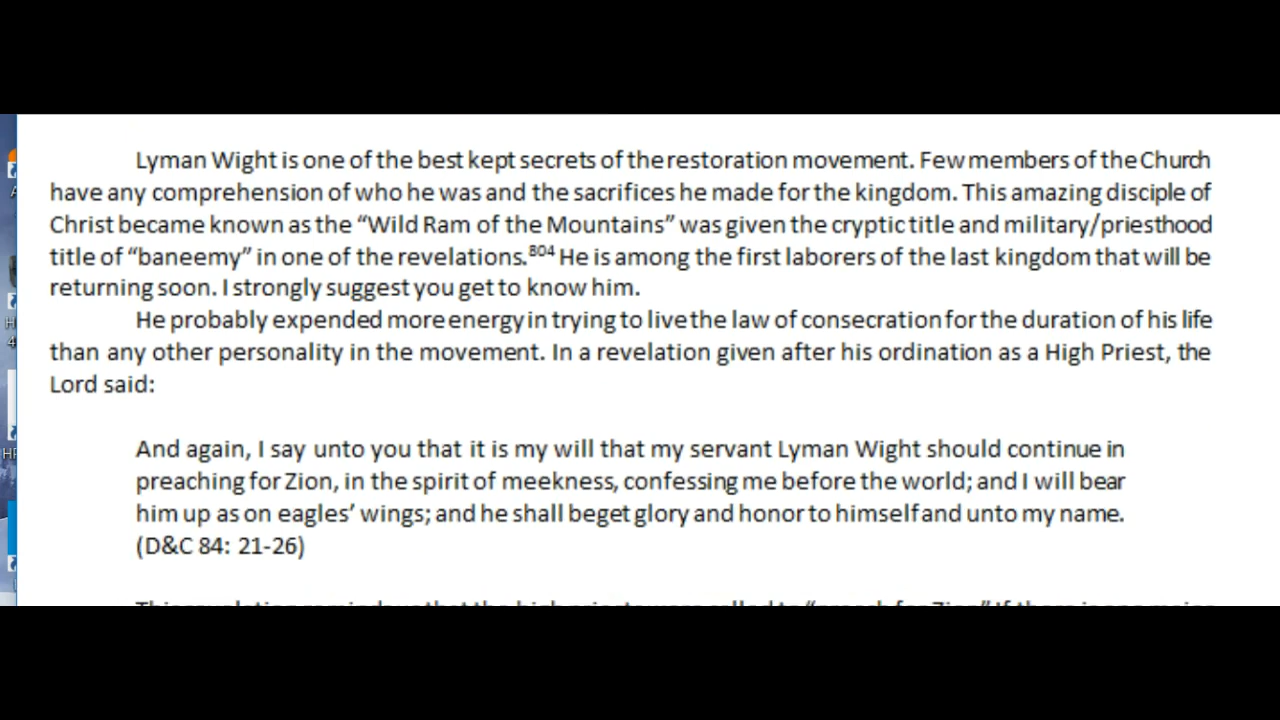 Lyman Wight is one of the best kept secrets of the restoration movement. Few members of the Church
have any comprehension of who he was and the sacrifices he made for the kingdom. This amazing disciple of
Christ became known as the “Wild Ram of the Mountains” was given the cryptic title and military/priesthood
title of “baneemy” in one of the revelations.804 He is among the first laborers of the last kingdom that will be
returning soon. I strongly suggest you get to know him.
He probably expended more energy in trying to live the law of consecration for the duration of his life
than any other personality in the movement. In a revelation given after his ordination as a High Priest, the
Lord said:
And again, I say unto you that it is my will that my servant Lyman Wight should continue in
preaching for Zion, in the spirit of meekness, confessing me before the world; and I will bear
him up as on eagles’ wings; and he shall beget glory and honor to himself and unto my name.
(D&C 84: 21-26)